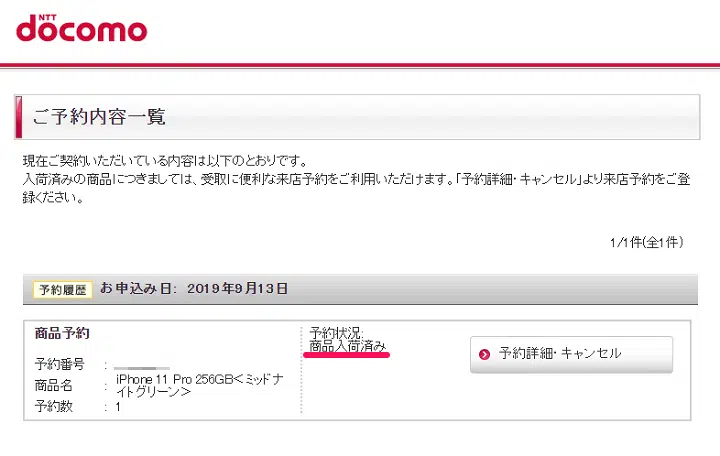 NTT
döcomo
ご予約内容一覧
現在ご契約いただいている内容は以下のとおりです。
入荷済みの商品につきましては、受取に便利な来店予約をご利用いただけます。「予約詳細・キャンセル」より来店予約をご登
録ください。
1/1件(全1件)
予約履歴 お申込み日: 2019年9月13日
商品予約
予約番号 :
商品名 : iPhone 11 Pro 256GB<ミッドナ
イトグリーン>
予約数 : 1
予約状況:
商品入荷済み
予約詳細・キャンセル